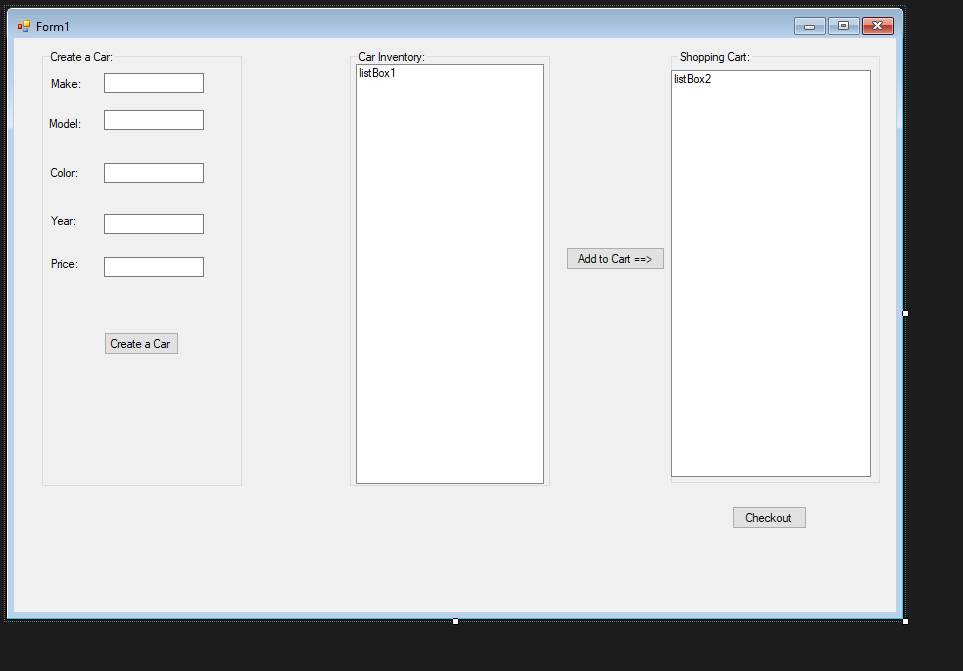 Form1
Create a Car:
Make:
Model:
Color:
Year:
Price:
Create a Car
Car Inventory:
listBox1
Add to Cart ==>
Shopping Cart:
listBox2
Checkout